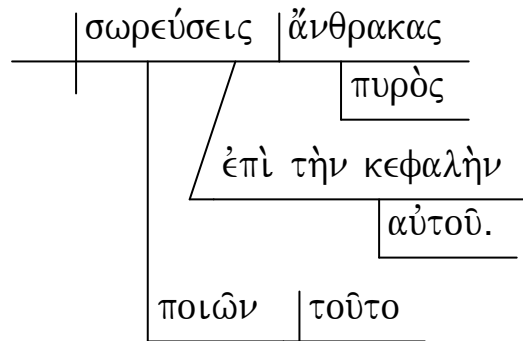 σωρεύσεις ἄνθρακας
πυρὸς
ἐπὶ τὴν κεφαλὴν
αὐτοῦ.
ποιῶν τοῦτο